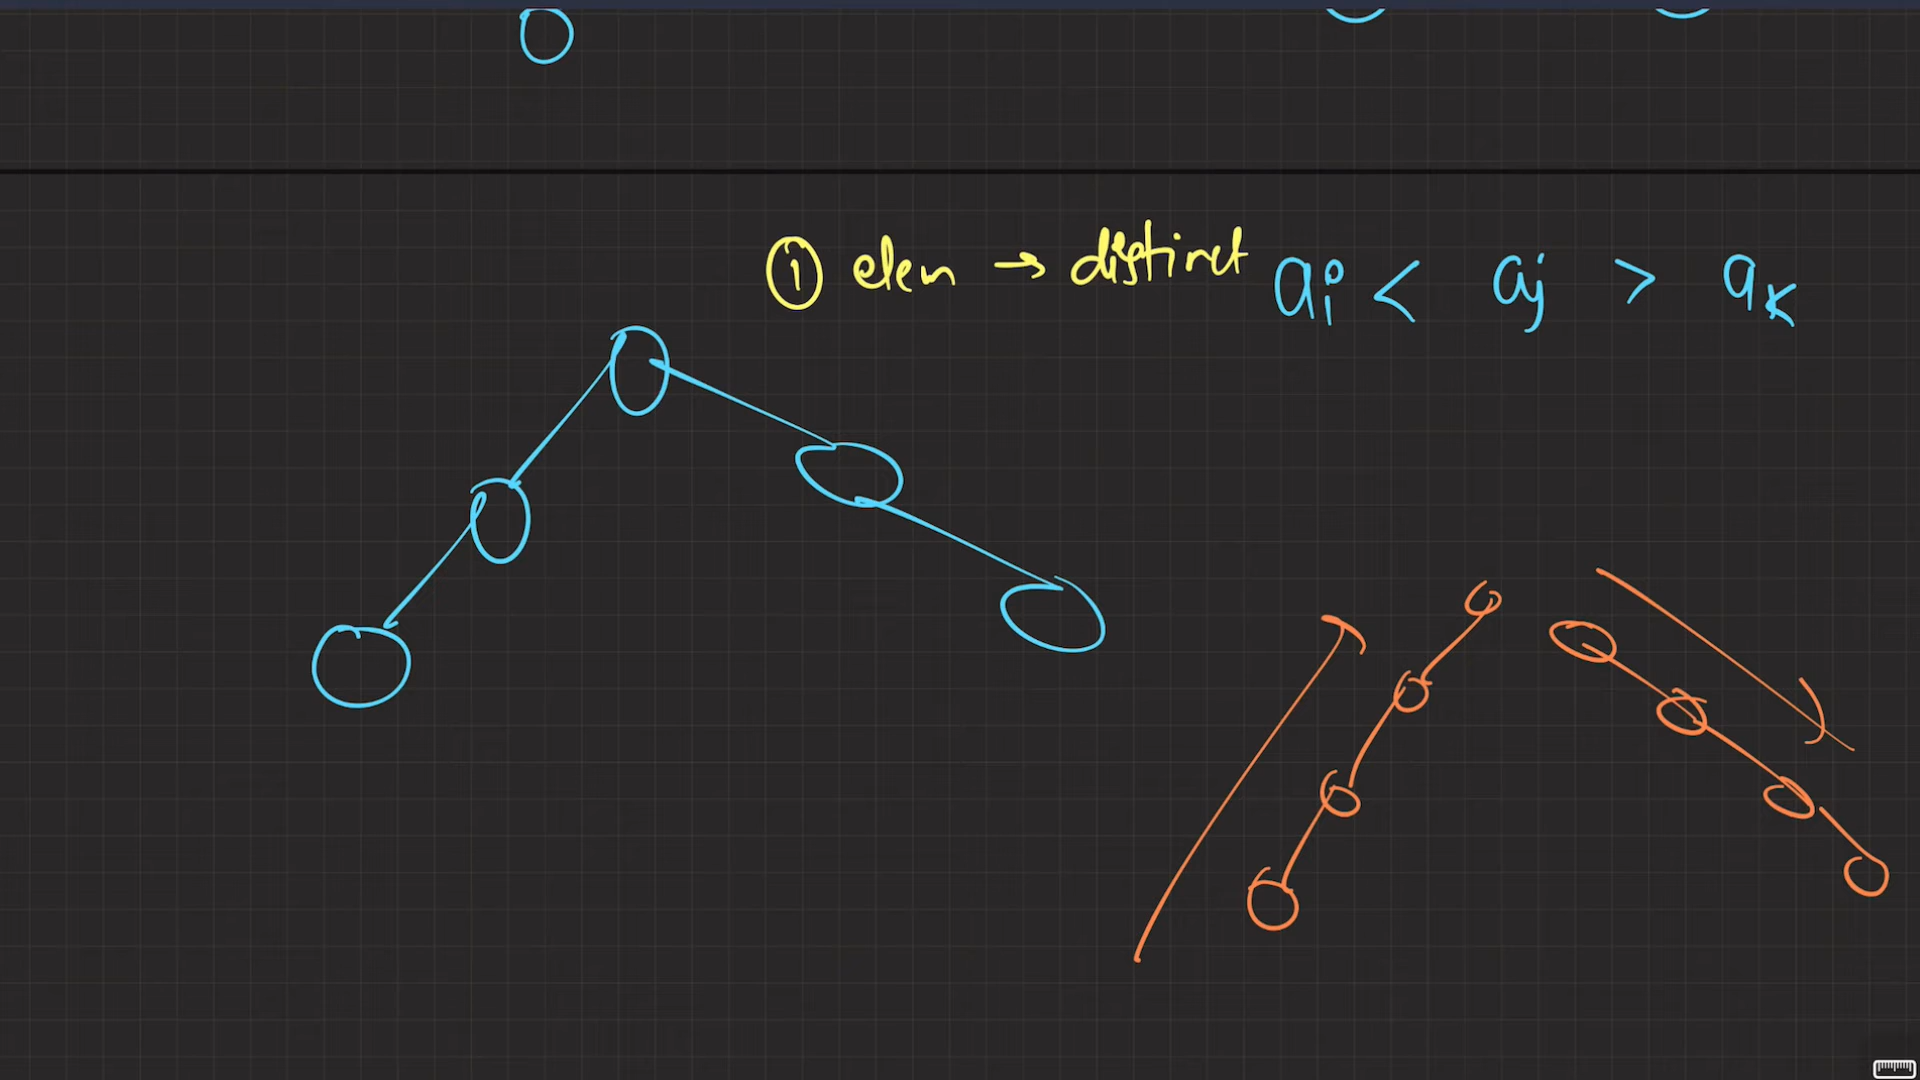 ① elem → distinct
ai < aj > ak